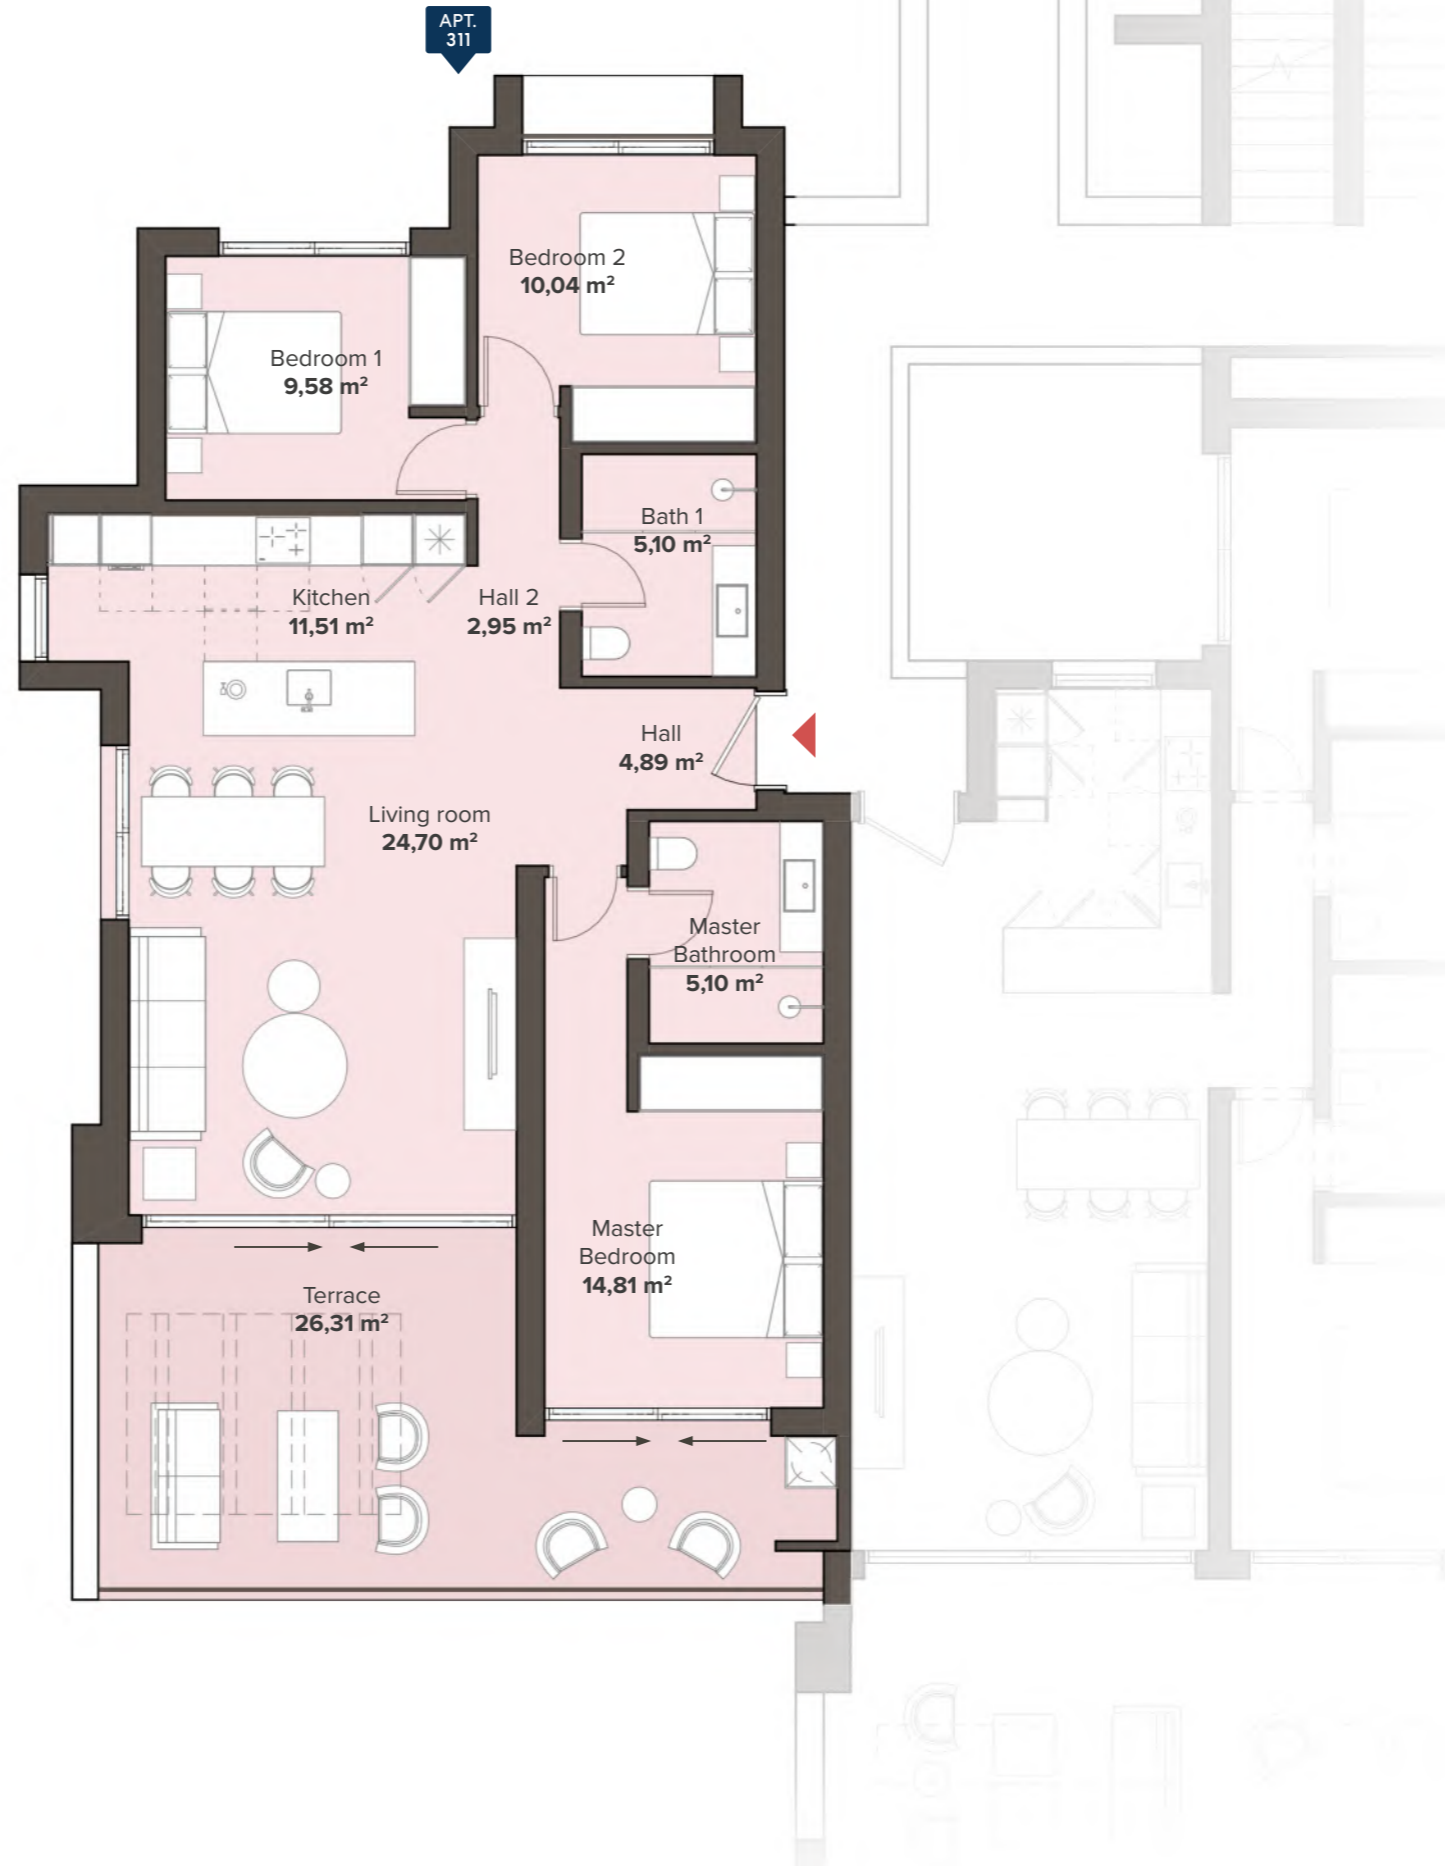 APT.
311
Bedroom 2
10,04 m²
Bedroom 1
9,58 m²
Bath 1
5,10 m²
Kitchen
11,51 m²
Hall 2
2,95 m²
Hall
4,89 m²
Living room
24,70 m²
Master
Bathroom
5,10 m²
Master
Bedroom
14,81 m²
Terrace
26,31 m²